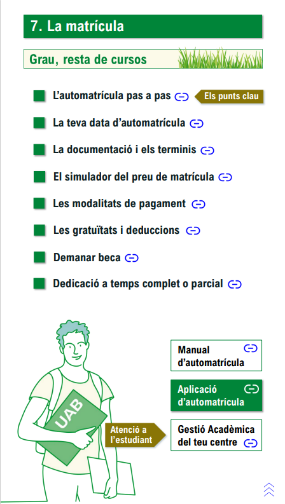 7. La matrícula
Grau, resta de cursos
L'automatrícula pas a pas
Els punts clau
La teva data d'automatrícula
La documentació i els terminis
El simulador del preu de matrícula
Les modalitats de pagament
Les gratuïtats i deduccions
Demanar beca
Dedicació a temps complet o parcial
UAB
Manual
d'automatrícula
Aplicació
d'automatrícula
Atenció a
l'estudiant
Gestió Acadèmica
del teu centre